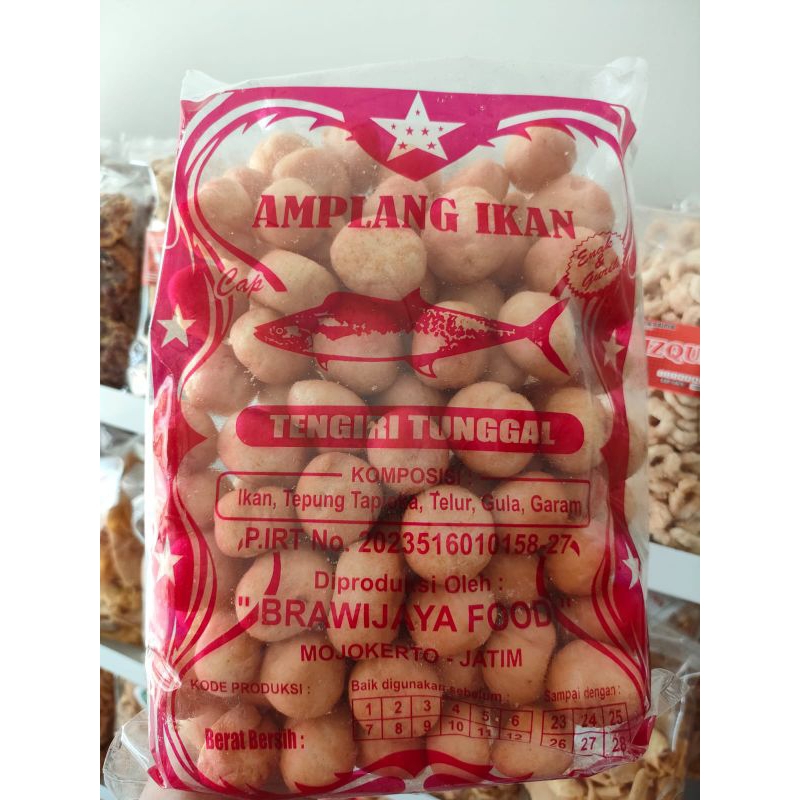 AMPLANG IKAN
Enak
&
Cap
TENGIRI TUNGGAL
KOMPOSISI :
Ikan, Tepung Tapioka, Telur, Gula, Garam
P.IRT No. 2023516010158-27
Diproduksi Oleh :
"BRAWIJAYA FOOD"
MOJOKERTO - JATIM
KODE PRODUKSI :
Baik digunakan sebelum :
Sampai dengan :
1 2 3 4 5 6
23 24 25
7 8 9 10 11 12
26 27 28
Berat Bersih :